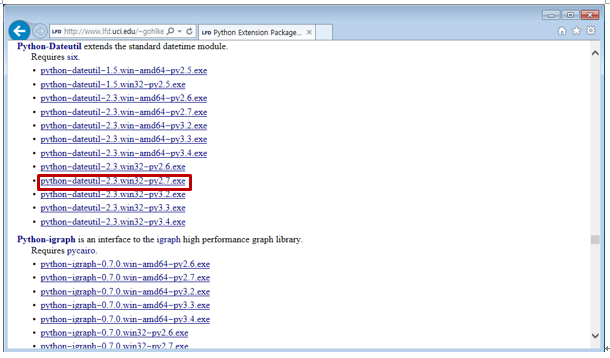 http://www.lfd.uci.edu/~gohlke
LFD Python Extension Package...
Python-Dateutil extends the standard datetime module.
Requires six.
python-dateutil-1.5.win-amd64-py2.5.exe
python-dateutil-1.5.win32-py2.5.exe
python-dateutil-2.3.win-amd64-py2.6.exe
python-dateutil-2.3.win-amd64-py2.7.exe
python-dateutil-2.3.win-amd64-py3.2.exe
python-dateutil-2.3.win-amd64-py3.3.exe
python-dateutil-2.3.win-amd64-py3.4.exe
python-dateutil-2.3.win32-py2.6.exe
python-dateutil-2.3.win32-py2.7.exe
python-dateutil-2.3.win32-py3.2.exe
python-dateutil-2.3.win32-py3.3.exe
python-dateutil-2.3.win32-py3.4.exe
Python-igraph is an interface to the igraph high performance graph library.
Requires pycairo.
python-igraph-0.7.0.win-amd64-py2.6.exe
python-igraph-0.7.0.win-amd64-py2.7.exe
python-igraph-0.7.0.win-amd64-py3.2.exe
python-igraph-0.7.0.win-amd64-py3.3.exe
python-igraph-0.7.0.win-amd64-py3.4.exe
python-igraph-0.7.0.win32-py2.6.exe
python-igraph-0.7.0.win32-py2.7.exe